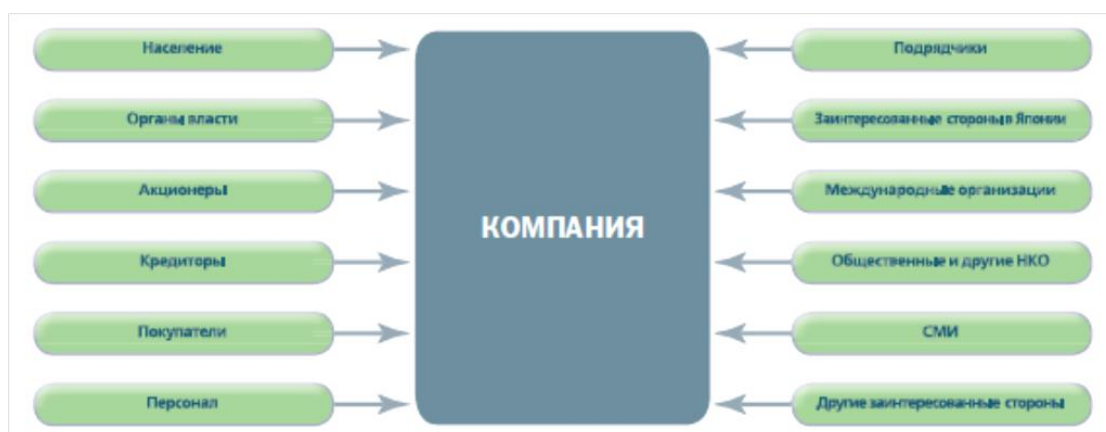 Население
Органы власти
Акционеры
Кредиторы
Покупатели
Персонал
КОМПАНИЯ
Подрядчики
Заинтересованные стороны в Японии
Международные организации
Общественные и другие НКО
СМИ
Другие заинтересованные стороны